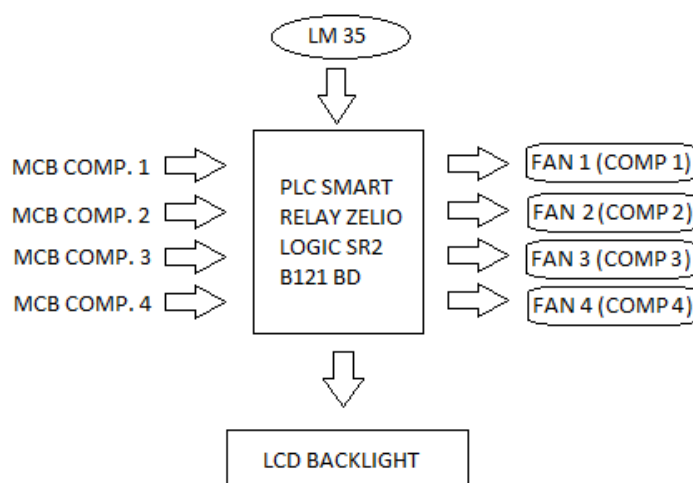 LM 35
MCB COMP. 1
MCB COMP. 2
MCB COMP. 3
MCB COMP. 4
PLC SMART
RELAY ZELIO
LOGIC SR2
B121 BD
FAN 1 (COMP 1)
FAN 2 (COMP 2)
FAN 3 (COMP 3)
FAN 4 (COMP 4)
LCD BACKLIGHT